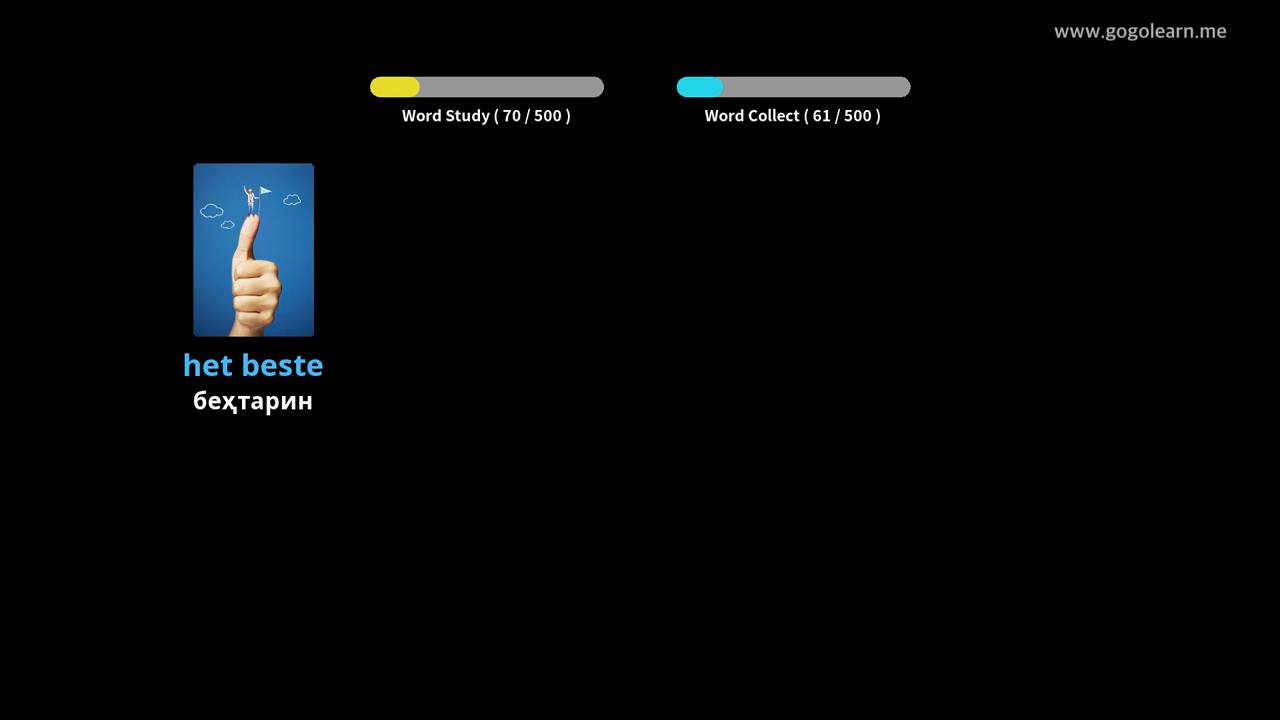 www.gogolearn.me
Word Study ( 70 / 500 )
Word Collect ( 61 / 500 )
het beste
беҳтарин